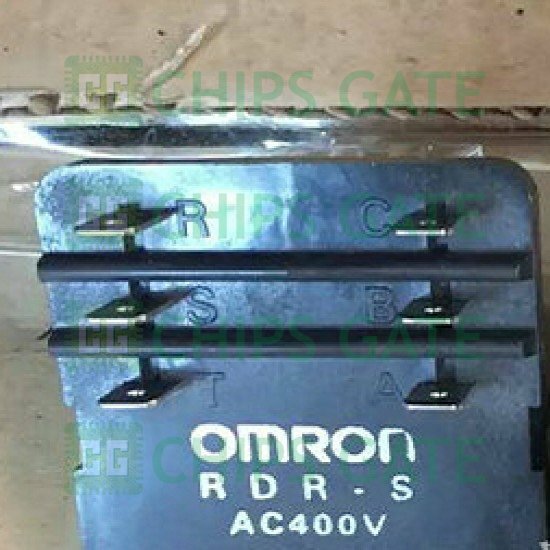 CHIPS GATE
CHIPS GATE
R C
S B
CHIPS GATE
T A
OMRON
RDR-S
CHIPS GATE
AC400V